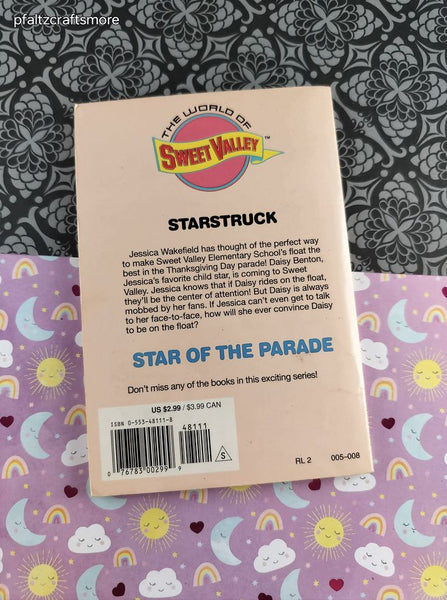 pfaltzcraftsmore
THE WORLD OF
SWEET VALLEY™
STARSTRUCK
Jessica Wakefield has thought of the perfect way
to make Sweet Valley Elementary School's float the
best in the Thanksgiving Day parade! Daisy Benton,
Jessica's favorite child star, is coming to Sweet
Valley. Jessica knows that if Daisy rides on the float,
they'll be the center of attention! But Daisy is always
mobbed by her fans. If Jessica can't even get to talk
to her face-to-face, how will she ever convince Daisy
to be on the float?
STAR OF THE PARADE
Don't miss any of the books in this exciting series!
US $2.99 / $3.99 CAN
ISBN 0-553-48111-8
48111
0 76783 00299 9
S
RL 2 005-008